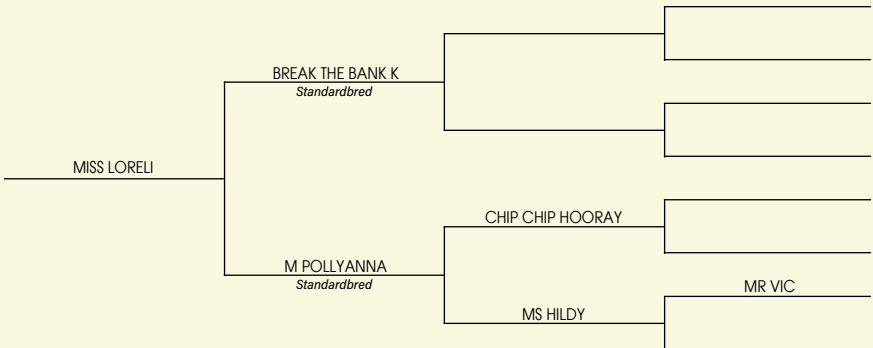 BREAK THE BANK K
Standardbred
MISS LORELI
CHIP CHIP HOORAY
M POLLYANNA
Standardbred
MR VIC
MS HILDY